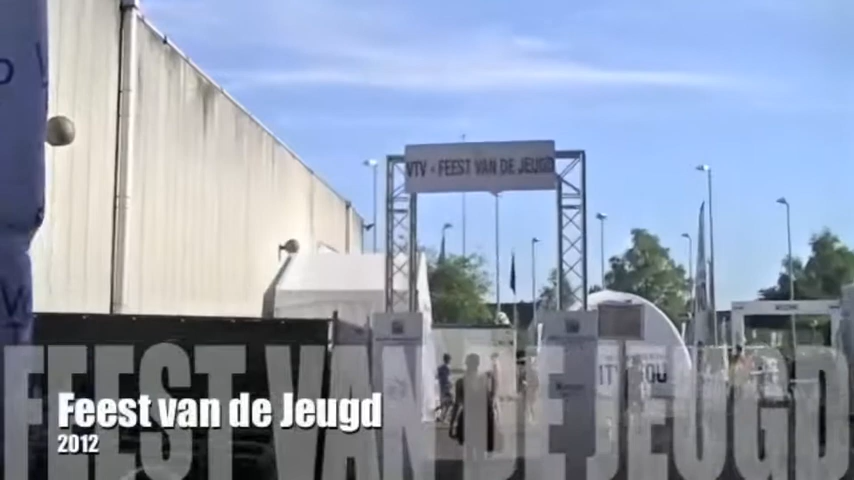 VTV - FEEST VAN DE JEUGD
FEEST VAN DE JEUGD
Feest van de Jeugd
2012